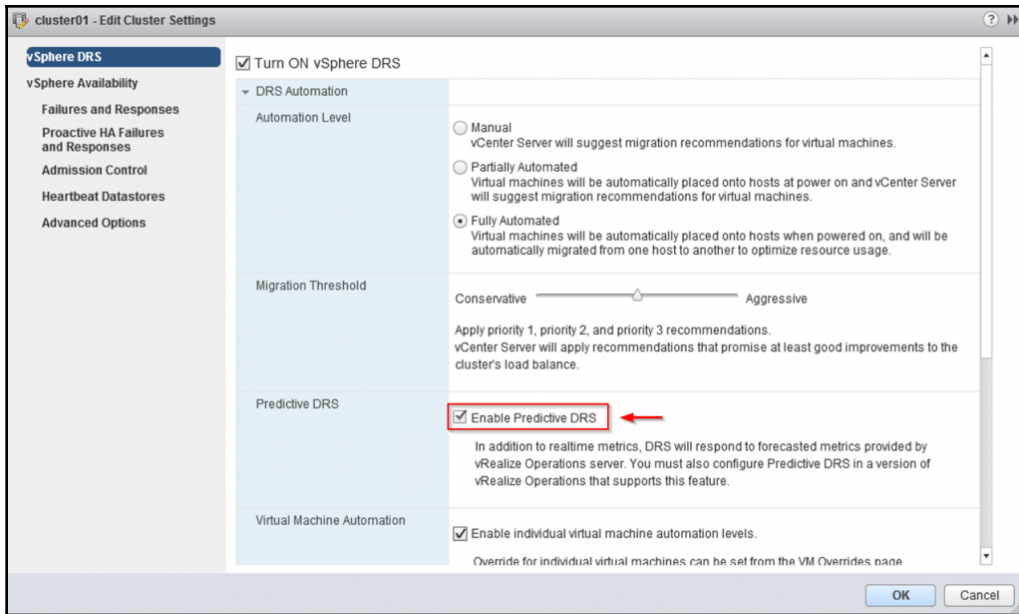 cluster01 - Edit Cluster Settings
vSphere DRS
vSphere Availability
Failures and Responses
Proactive HA Failures
and Responses
Admission Control
Heartbeat Datastores
Advanced Options
Turn ON vSphere DRS
DRS Automation
Automation Level
Manual
vCenter Server will suggest migration recommendations for virtual machines.
Partially Automated
Virtual machines will be automatically placed onto hosts at power on and vCenter Server
will suggest migration recommendations for virtual machines.
Fully Automated
Virtual machines will be automatically placed onto hosts when powered on, and will be
automatically migrated from one host to another to optimize resource usage.
Migration Threshold
Conservative Aggressive
Apply priority 1, priority 2, and priority 3 recommendations.
vCenter Server will apply recommendations that promise at least good improvements to the
cluster's load balance.
Predictive DRS
Enable Predictive DRS
In addition to realtime metrics, DRS will respond to forecasted metrics provided by
vRealize Operations server. You must also configure Predictive DRS in a version of
vRealize Operations that supports this feature.
Virtual Machine Automation
Enable individual virtual machine automation levels.
Override for individual virtual machines can be set from the VM Overrides page
OK Cancel